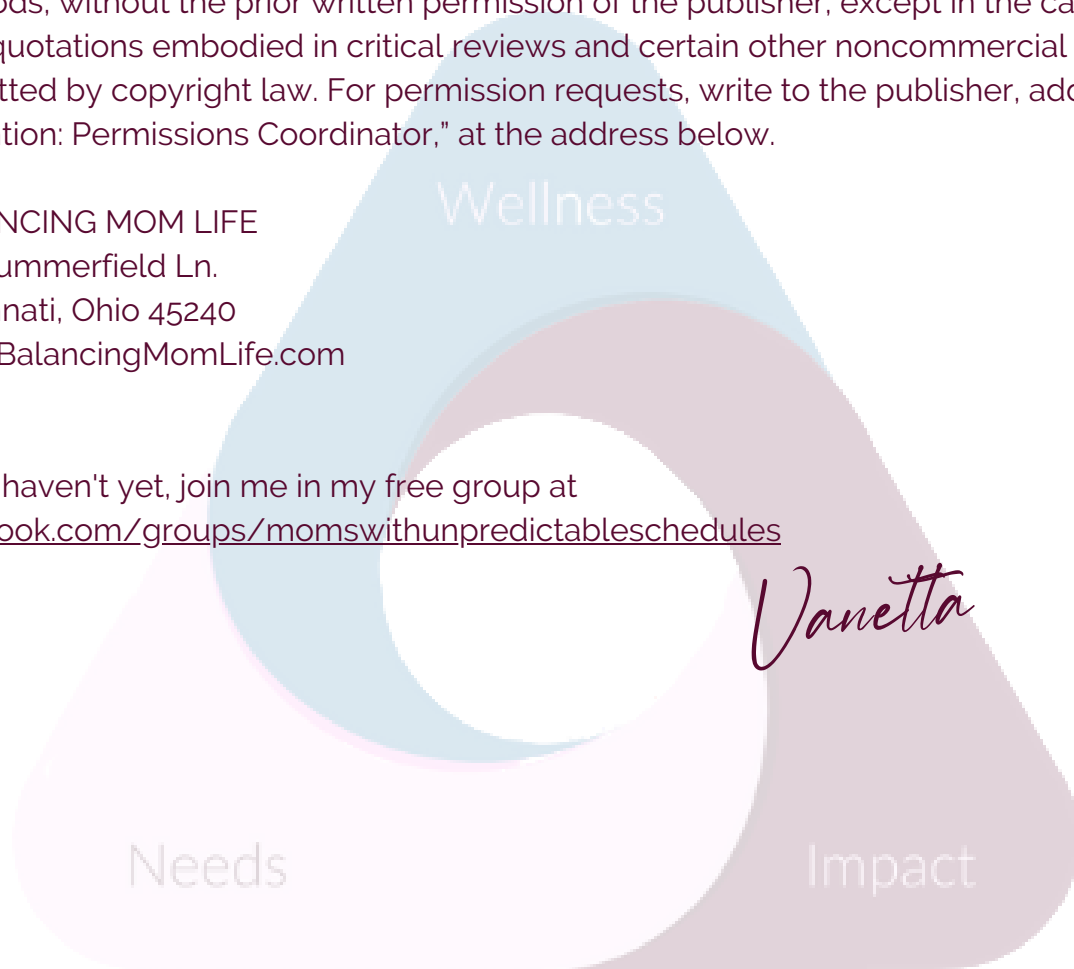 ods, without the prior written permission of the publisher, except in the ca
quotations embodied in critical reviews and certain other noncommercial
tted by copyright law. For permission requests, write to the publisher, add
tion: Permissions Coordinator,” at the address below.
Wellness
NCING MOM LIFE
ummerfield Ln.
nati, Ohio 45240
BalancingMomLife.com
haven't yet, join me in my free group at
ook.com/groups/momswithunpredictableschedules
Vanetta
Needs
Impact